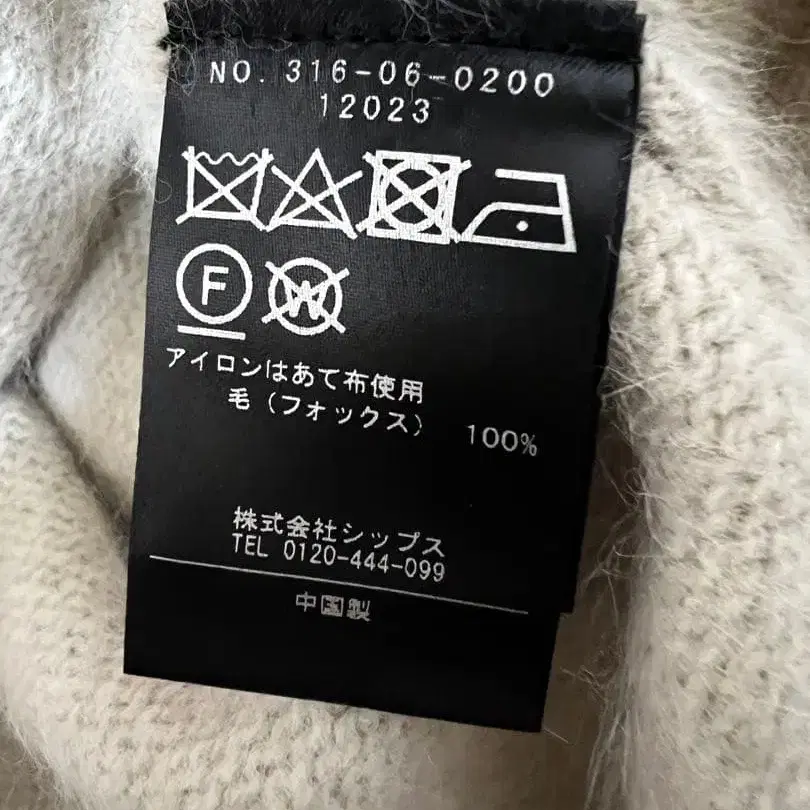 NO. 316-06-0200
12023
F W
アイロンはあて布使用
毛（フォックス） 100%
株式会社シップス
TEL 0120-444-099
中国製